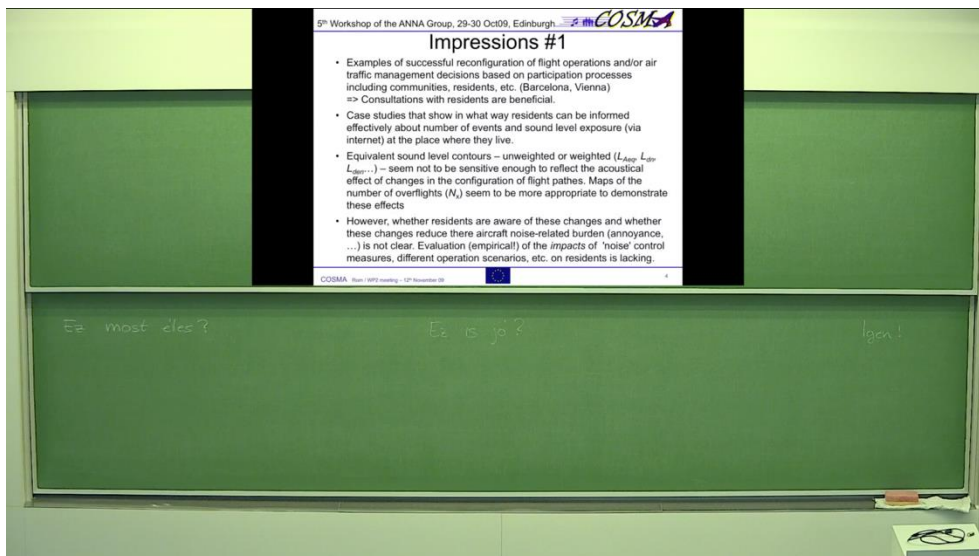 5th Workshop of the ANNA Group, 29-30 Oct09, Edinburgh
COSMA
Impressions #1
• Examples of successful reconfiguration of flight operations and/or air
traffic management decisions based on participation processes
including communities, residents, etc. (Barcelona, Vienna)
=> Consultations with residents are beneficial.
• Case studies that show in what way residents can be informed
effectively about number of events and sound level exposure (via
internet) at the place where they live.
• Equivalent sound level contours – unweighted or weighted (LAeq, Ldn,
Lden...) – seem not to be sensitive enough to reflect the acoustical
effect of changes in the configuration of flight pathes. Maps of the
number of overflights (Nx) seem to be more appropriate to demonstrate
these effects
• However, whether residents are aware of these changes and whether
these changes reduce there aircraft noise-related burden (annoyance,
...) is not clear. Evaluation (empirical!) of the impacts of 'noise' control
measures, different operation scenarios, etc. on residents is lacking.
COSMA WP2 meeting – 12th November 09
4
Ez most éles? Ez is jó? Igen!